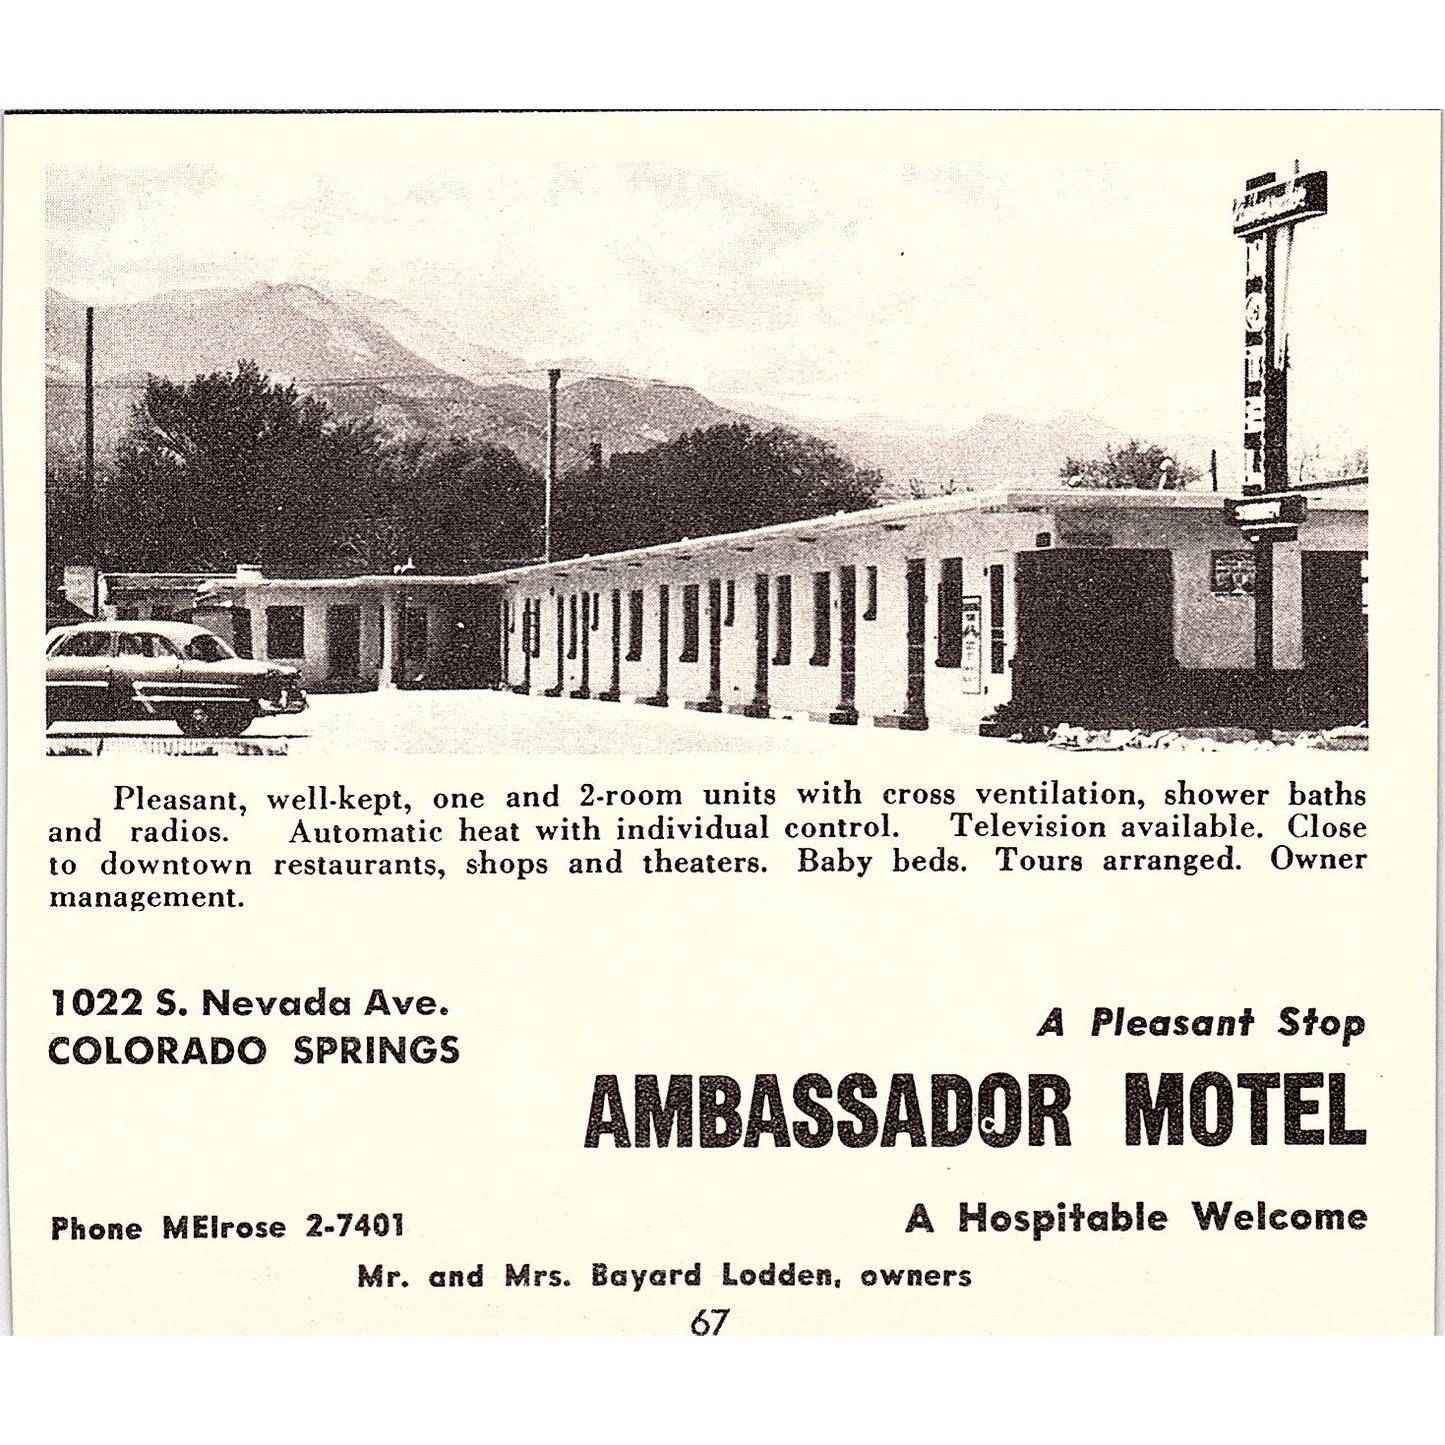 MOTEL
Pleasant, well-kept, one and 2-room units with cross ventilation, shower baths
and radios. Automatic heat with individual control. Television available. Close
to downtown restaurants, shops and theaters. Baby beds. Tours arranged. Owner
management.
1022 S. Nevada Ave.
COLORADO SPRINGS
A Pleasant Stop
AMBASSADOR MOTEL
Phone MElrose 2-7401
A Hospitable Welcome
Mr. and Mrs. Bayard Lodden, owners
67